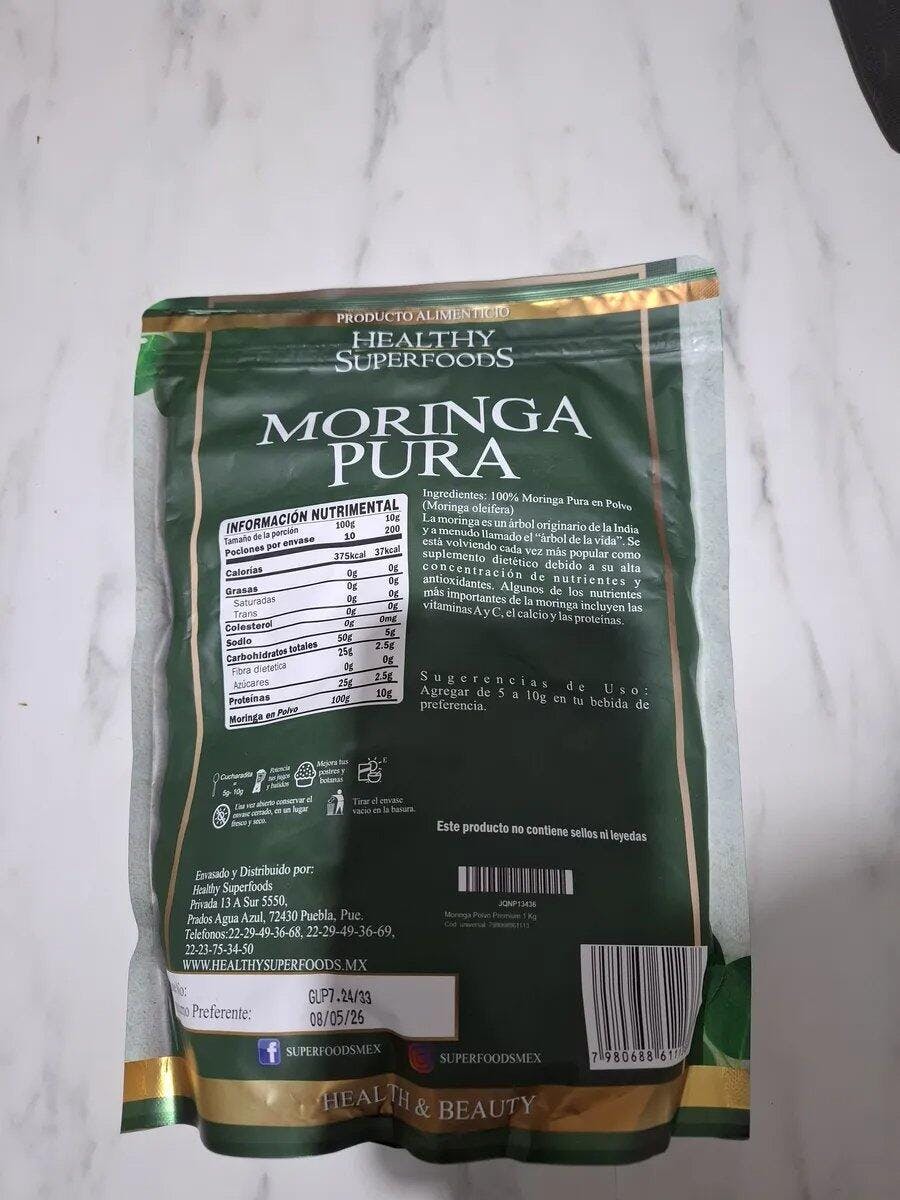 PRODUCTO ALIMENTICIO
HEALTHY
SUPERFOODS
MORINGA
PURA
INFORMACIÓN NUTRIMENTAL
Tamaño de la porción 100g 10g
Pociones por envase 10 200
Calorías 375kcal 37kcal
Grasas 0g 0g
Saturadas 0g 0g
Trans 0g 0g
Colesterol 0g 0g
Sodio 0g 0mg
Carbohidratos totales 50g 5g
Fibra dietetica 25g 2.5g
Azúcares 0g 0g
Proteínas 25g 2.5g
Moringa en Polvo 100g 10g
Ingredientes: 100% Moringa Pura en Polvo
(Moringa oleifera)
La moringa es un árbol originario de la India
y a menudo llamado el “árbol de la vida”. Se
está volviendo cada vez más popular como
suplemento dietético debido a su alta
concentración de nutrientes y
antioxidantes. Algunos de los nutrientes
más importantes de la moringa incluyen las
vitaminas A y C, el calcio y las proteínas.
Sugerencias de Uso:
Agregar de 5 a 10g en tu bebida de
preferencia.
Cucharadita
=
5g- 10g
Potencia
tus jugos
y batidos
Mejora tus
postres y
botanas
Una vez abierto conservar el
envase cerrado, en un lugar
fresco y seco.
Tirar el envase
vacio en la basura.
Este producto no contiene sellos ni leyedas
JQNP13436
Moringa Polvo Premium 1 Kg
Cod. universal:
Envasado y Distribuido por:
Healthy Superfoods
Privada 13 A Sur 5550,
Prados Agua Azul, 72430 Puebla, Pue.
Telefonos:22-29-49-36-68, 22-29-49-36-69,
22-23-75-34-50
WWW.HEALTHYSUPERFOODS.MX
GUP7.24/33
Preferente: 08/05/26
7 980688 611
SUPERFOODSMEX
SUPERFOODSMEX
HEALTH & BEAUTY